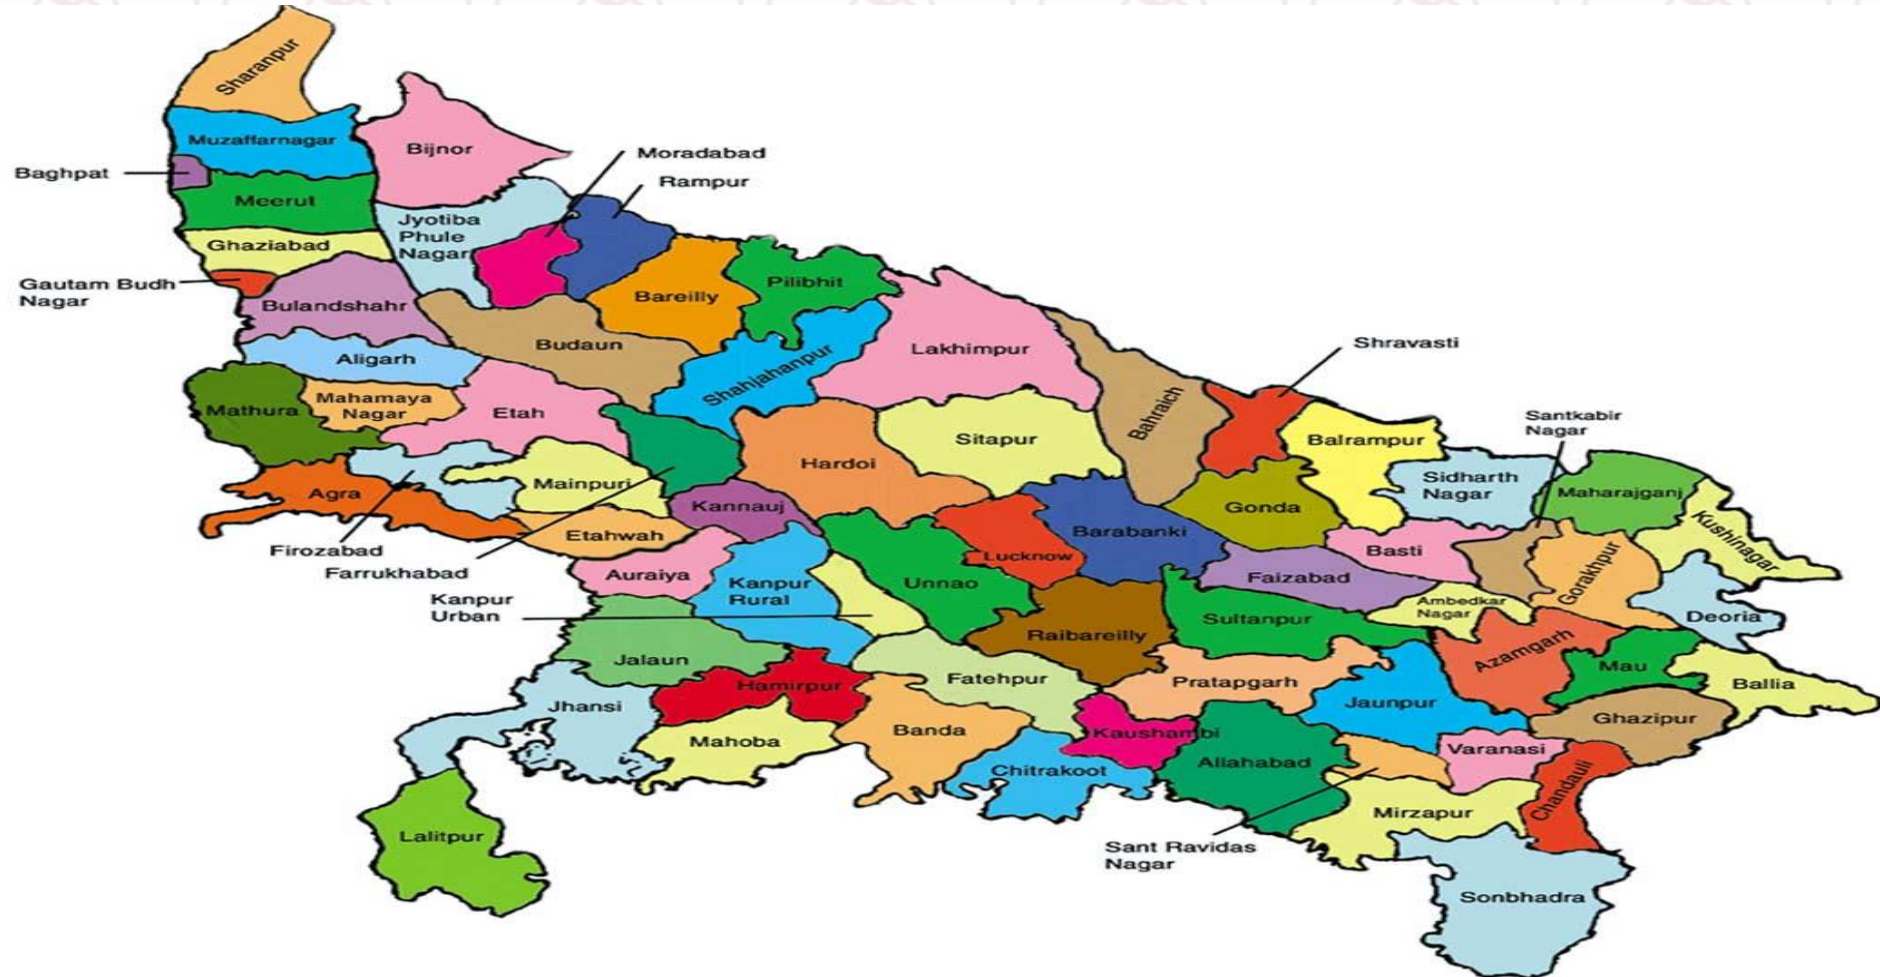 Sharanpur
Muzaffarnagar
Bijnor
Moradabad
Baghpat
Rampur
Meerut
Jyotiba
Phule
Nagar
Ghaziabad
Gautam Budh
Nagar
Bulandshahr
Bareilly
Pilibhit
Budaun
Aligarh
Shahjahanpur
Lakhimpur
Shravasti
Mathura
Mahamaya
Nagar
Etah
Bahraich
Santkabir
Nagar
Sitapur
Balrampur
Hardoi
Sidharth
Nagar
Maharajganj
Agra
Mainpuri
Kannauj
Gonda
Kushinagar
Firozabad
Etahwah
Barabanki
Lucknow
Basti
Farrukhabad
Auraiya
Kanpur
Rural
Unnao
Faizabad
Gorakhpur
Kanpur
Urban
Ambedkar
Nagar
Sultanpur
Deoria
Raibareilly
Jalaun
Azamgarh
Mau
Hamirpur
Fatehpur
Pratapgarh
Ballia
Jhansi
Jaunpur
Ghazipur
Mahoba
Banda
Kaushambi
Varanasi
Chitrakoot
Allahabad
Chandauli
Mirzapur
Lalitpur
Sant Ravidas
Nagar
Sonbhadra